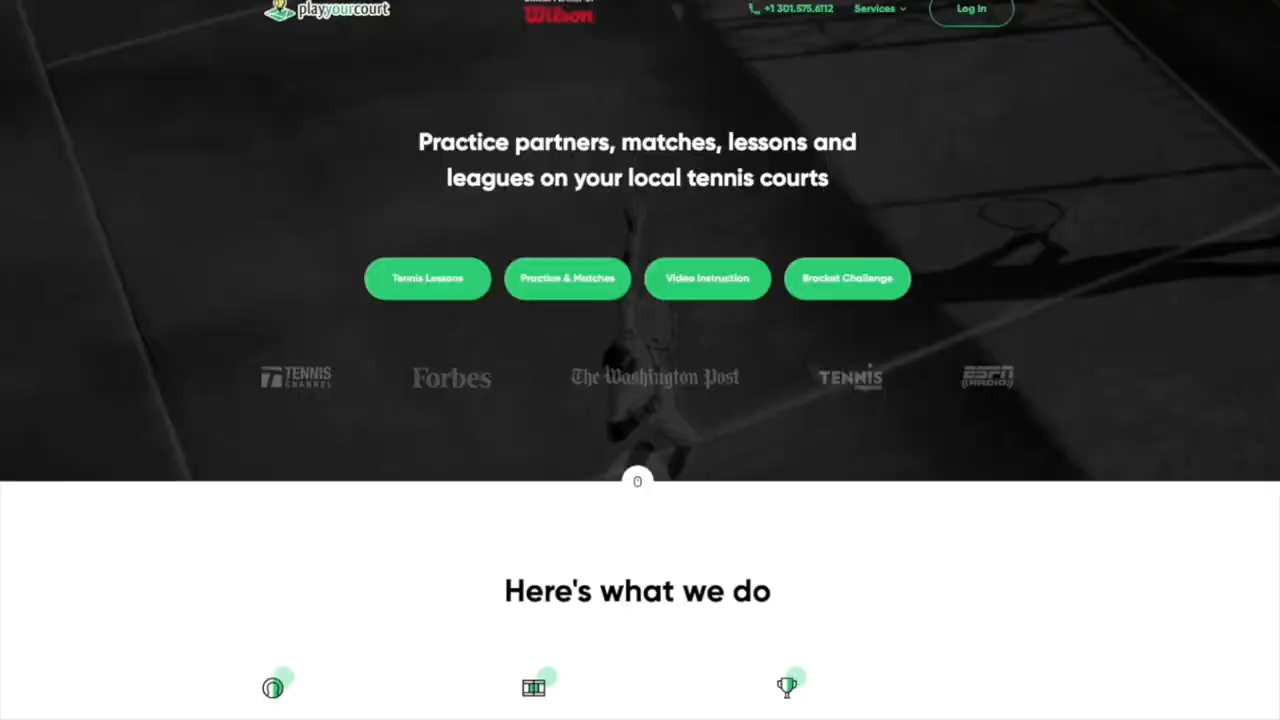 playyourcourt
Wilson
+1 301.575.6112
Services
Log In
Practice partners, matches, lessons and
leagues on your local tennis courts
Tennis Lessons
Practice & Matches
Video Instruction
Bracket Challenge
TENNIS
CHANNEL
Forbes
The Washington Post
TENNIS
ESPN
RADIO
Here's what we do